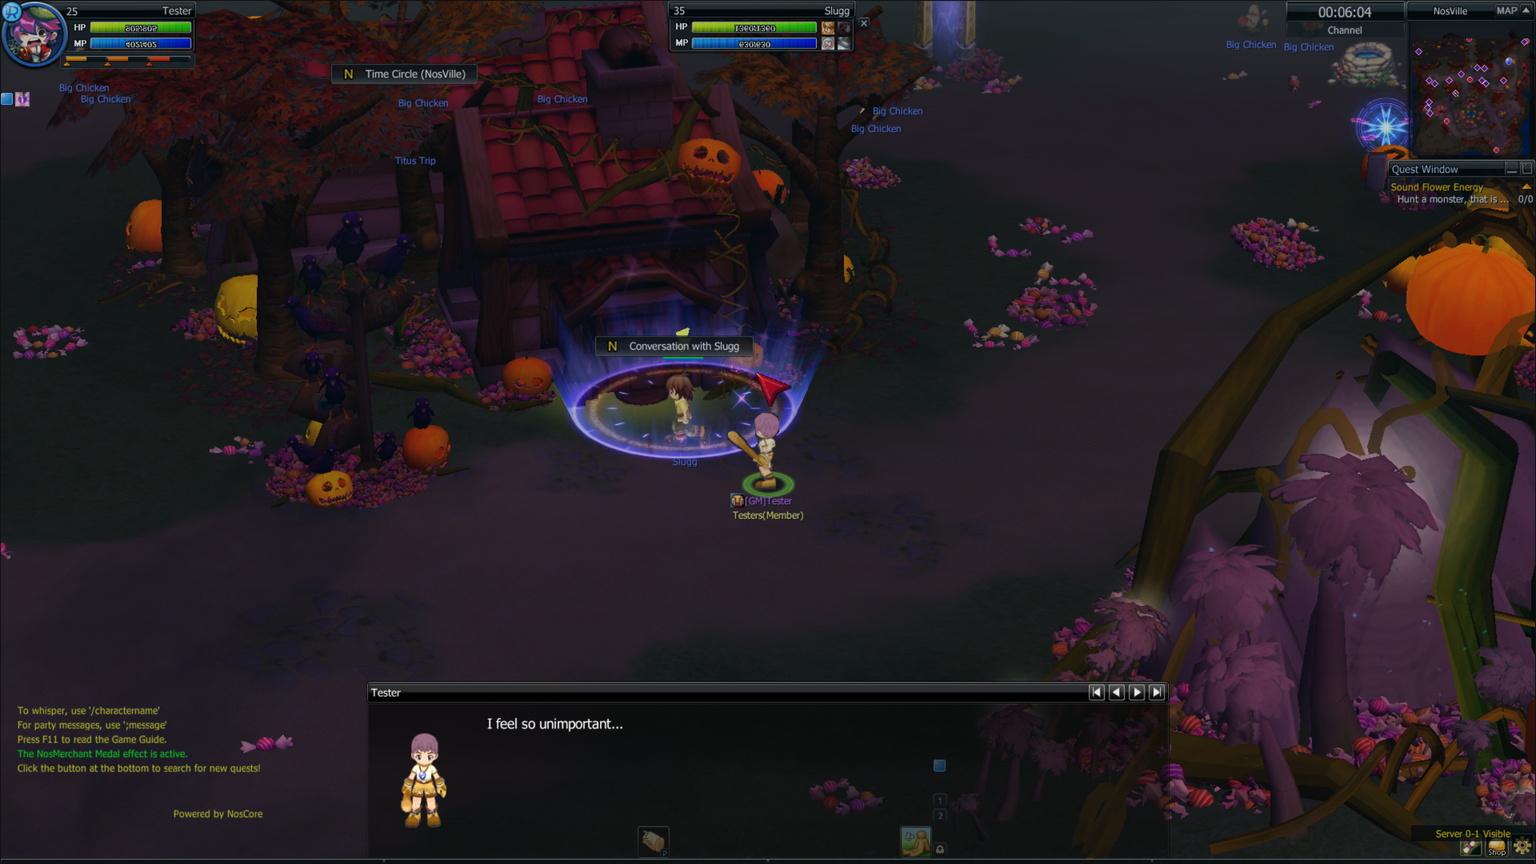 25 Tester
HP
MP
35 Slugg
HP
MP
00:06:04
Channel
NosVille MAP
Time Circle (NosVille)
Big Chicken
Big Chicken
Big Chicken
Big Chicken
Big Chicken
Big Chicken
Big Chicken
Big Chicken
Titus Trip
Quest Window
Sound Flower Energy
Hunt a monster, that is ... 0/0
N Conversation with Slugg
Slugg
[GM]Tester
Testers(Member)
Tester
I feel so unimportant...
To whisper, use '/charactername'
For party messages, use ';message'
Press F11 to read the Game Guide.
The NosMerchant Medal effect is active.
Click the button at the bottom to search for new quests!
Powered by NosCore
1
2
P
Server 0-1 Visible
Shop